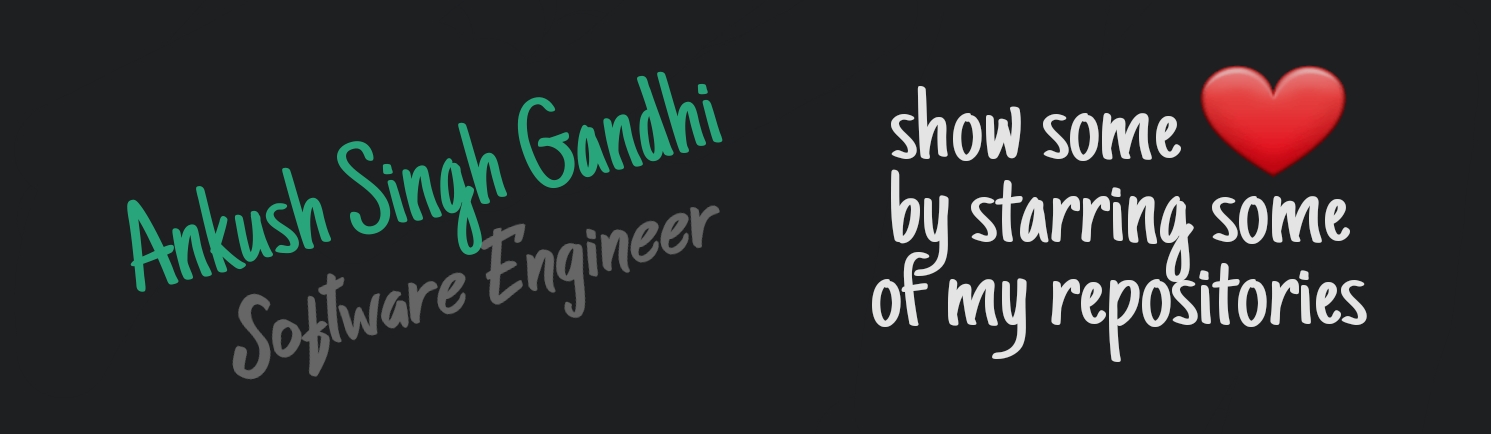 Ankush Singh Gandhi
Software Engineer
show some ❤️
by starring some
of my repositories